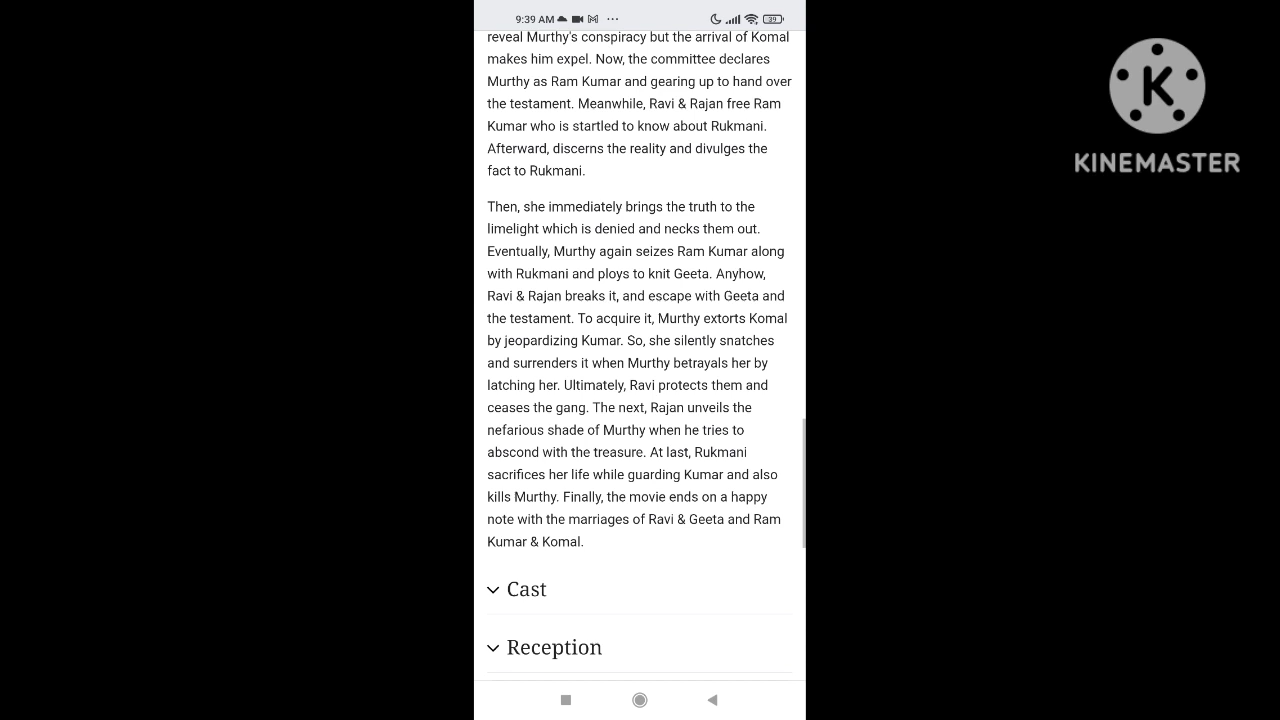 9:39 AM ... 39
reveal Murthy's conspiracy but the arrival of Komal
makes him expel. Now, the committee declares
Murthy as Ram Kumar and gearing up to hand over
the testament. Meanwhile, Ravi & Rajan free Ram
Kumar who is startled to know about Rukmani.
Afterward, discerns the reality and divulges the
fact to Rukmani.
Then, she immediately brings the truth to the
limelight which is denied and necks them out.
Eventually, Murthy again seizes Ram Kumar along
with Rukmani and ploys to knit Geeta. Anyhow,
Ravi & Rajan breaks it, and escape with Geeta and
the testament. To acquire it, Murthy extorts Komal
by jeopardizing Kumar. So, she silently snatches
and surrenders it when Murthy betrayals her by
latching her. Ultimately, Ravi protects them and
ceases the gang. The next, Rajan unveils the
nefarious shade of Murthy when he tries to
abscond with the treasure. At last, Rukmani
sacrifices her life while guarding Kumar and also
kills Murthy. Finally, the movie ends on a happy
note with the marriages of Ravi & Geeta and Ram
Kumar & Komal.
Cast
Reception
K
KINEMASTER